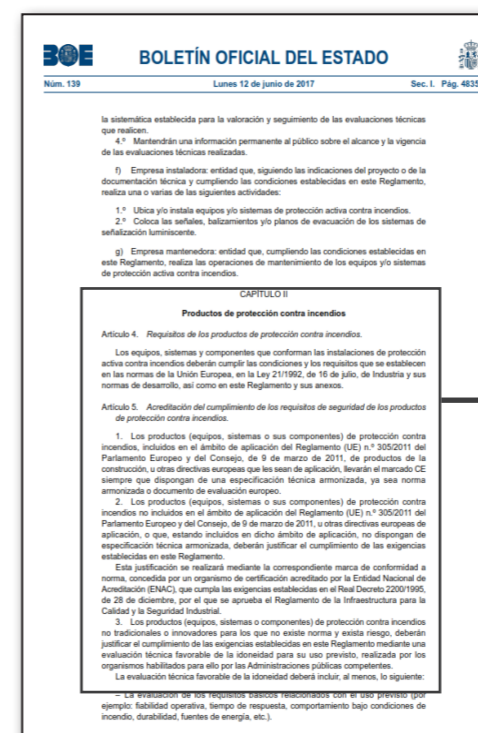 BOE
BOLETÍN OFICIAL DEL ESTADO
Núm. 139
Lunes 12 de junio de 2017
Sec. I. Pág. 4835
la sistemática establecida para la valoración y seguimiento de las evaluaciones técnicas
que realicen.
4.º Mantendrán una información permanente al público sobre el alcance y la vigencia
de las evaluaciones técnicas realizadas.
f) Empresa instaladora: entidad que, siguiendo las indicaciones del proyecto o de la
documentación técnica y cumpliendo las condiciones establecidas en este Reglamento,
realiza una o varias de las siguientes actividades:
1.º Ubica y/o instala equipos y/o sistemas de protección activa contra incendios.
2.º Coloca las señales, balizamientos y/o planos de evacuación de los sistemas de
señalización luminiscente.
g) Empresa mantenedora: entidad que, cumpliendo las condiciones establecidas en
este Reglamento, realiza las operaciones de mantenimiento de los equipos y/o sistemas
de protección activa contra incendios.
CAPÍTULO II
Productos de protección contra incendios
Artículo 4. Requisitos de los productos de protección contra incendios.
Los equipos, sistemas y componentes que conforman las instalaciones de protección
activa contra incendios deberán cumplir las condiciones y los requisitos que se establecen
en las normas de la Unión Europea, en la Ley 21/1992, de 16 de julio, de Industria y sus
normas de desarrollo, así como en este Reglamento y sus anexos.
Artículo 5. Acreditación del cumplimiento de los requisitos de seguridad de los productos
de protección contra incendios.
1. Los productos (equipos, sistemas o sus componentes) de protección contra
incendios, incluidos en el ámbito de aplicación del Reglamento (UE) n.º 305/2011 del
Parlamento Europeo y del Consejo, de 9 de marzo de 2011, de productos de la
construcción, u otras directivas europeas que les sean de aplicación, llevarán el marcado CE
siempre que dispongan de una especificación técnica armonizada, ya sea norma
armonizada o documento de evaluación europeo.
2. Los productos (equipos, sistemas o sus componentes) de protección contra
incendios no incluidos en el ámbito de aplicación del Reglamento (UE) n.º 305/2011 del
Parlamento Europeo y del Consejo, de 9 de marzo de 2011, u otras directivas europeas de
aplicación, o que, estando incluidos en dicho ámbito de aplicación, no dispongan de
especificación técnica armonizada, deberán justificar el cumplimiento de las exigencias
establecidas en este Reglamento.
Esta justificación se realizará mediante la correspondiente marca de conformidad a
norma, concedida por un organismo de certificación acreditado por la Entidad Nacional de
Acreditación (ENAC), que cumpla las exigencias establecidas en el Real Decreto 2200/1995,
de 28 de diciembre, por el que se aprueba el Reglamento de la Infraestructura para la
Calidad y la Seguridad Industrial.
3. Los productos (equipos, sistemas o componentes) de protección contra incendios
no tradicionales o innovadores para los que no existe norma y exista riesgo, deberán
justificar el cumplimiento de las exigencias establecidas en este Reglamento mediante una
evaluación técnica favorable de la idoneidad para su uso previsto, realizada por los
organismos habilitados para ello por las Administraciones públicas competentes.
La evaluación técnica favorable de la idoneidad deberá incluir, al menos, lo siguiente:
– La evaluación de los requisitos básicos relacionados con el uso previsto (por
ejemplo: fiabilidad operativa, tiempo de respuesta, comportamiento bajo condiciones de
incendio, durabilidad, fuentes de energía, etc.).